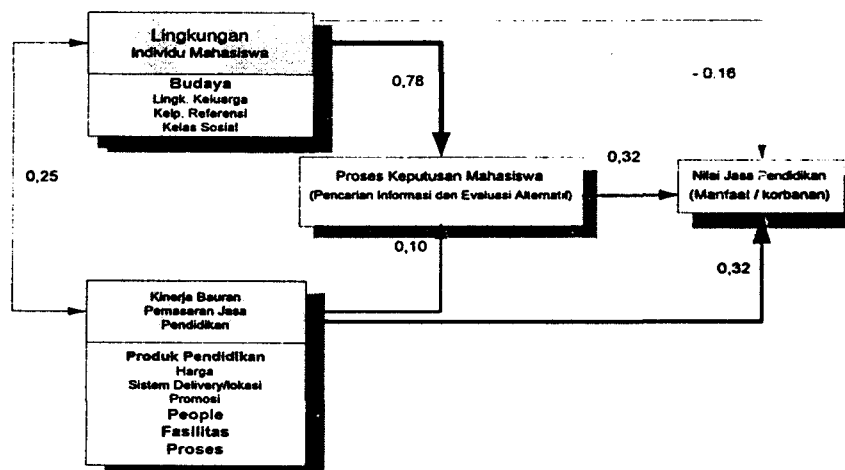 Lingkungan
Individu Mahasiswa
Budaya
Lingk. Keluarga
Kelp. Referensi
Kelas Sosial
0,78
- 0.16
0,25
Proses Keputusan Mahasiswa
(Pencarian Informasi dan Evaluasi Alternatif)
0,32
Nilai Jasa Pendidikan
(Manfaat / korbanan)
0,10
0,32
Kinerja Bauran
Pemasaran Jasa
Pendidikan
Produk Pendidikan
Harga
Sistem Delivery/lokasi
Promosi
People
Fasilitas
Proses